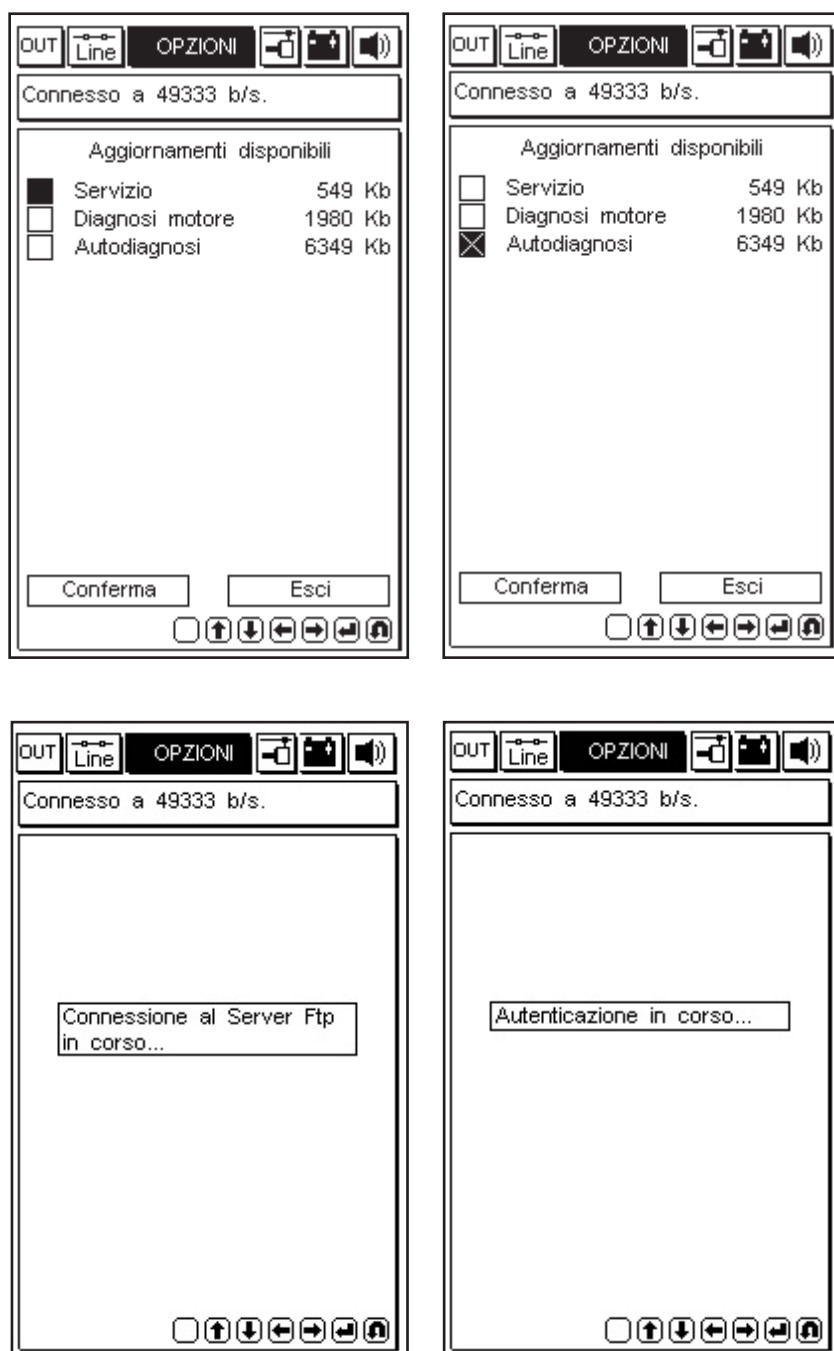 OUT Line OPZIONI
Connesso a 49333 b/s.
Aggiornamenti disponibili
Servizio 549 Kb
Diagnosi motore 1980 Kb
Autodiagnosi 6349 Kb
Conferma Esci
OUT Line OPZIONI
Connesso a 49333 b/s.
Aggiornamenti disponibili
Servizio 549 Kb
Diagnosi motore 1980 Kb
Autodiagnosi 6349 Kb
Conferma Esci
OUT Line OPZIONI
Connesso a 49333 b/s.
Connessione al Server Ftp
in corso...
OUT Line OPZIONI
Connesso a 49333 b/s.
Autenticazione in corso...